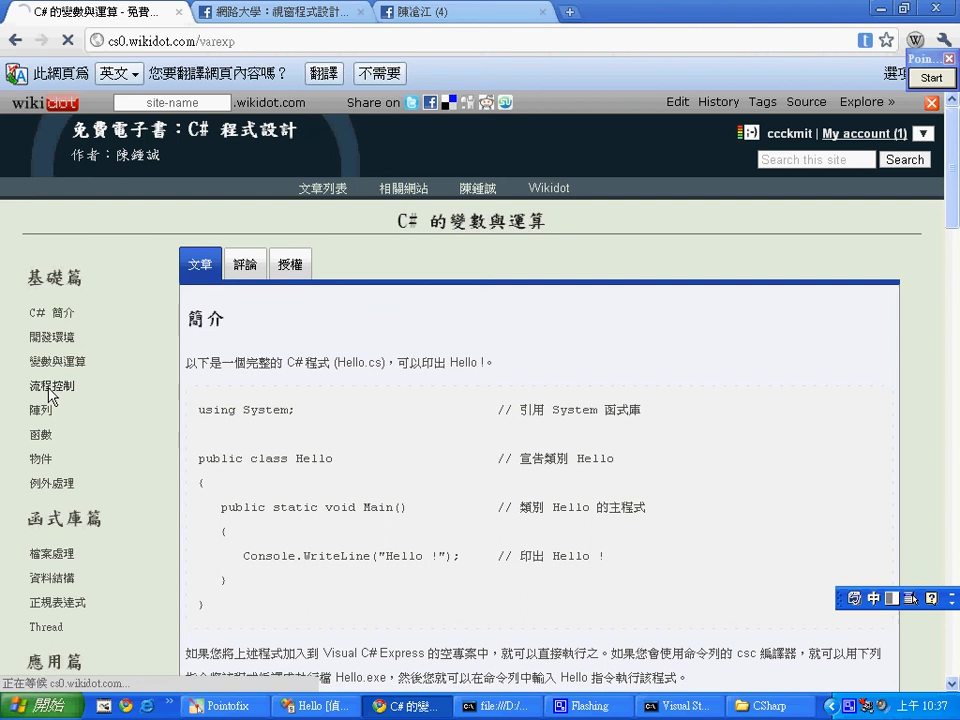 C# 的變數與運算 - 免費...
網路大學：視窗程式設計...
陳滄江 (4)
cs0.wikidot.com/varexp
此網頁為 英文 您要翻譯網頁內容嗎？ 翻譯 不需要
Poin...
Start
wikidot site-name .wikidot.com Share on Edit History Tags Source Explore »
免費電子書：C# 程式設計
作者：陳鍾誠
ccckmit | My account (1)
Search this site Search
文章列表 相關網站 陳鍾誠 Wikidot
C# 的變數與運算
基礎篇
C# 簡介
開發環境
變數與運算
流程控制
陣列
函數
物件
例外處理
函式庫篇
檔案處理
資料結構
正規表達式
Thread
應用篇
文章 評論 授權
簡介
以下是一個完整的 C# 程式 (Hello.cs)，可以印出 Hello !。
using System; // 引用 System 函式庫
public class Hello // 宣告類別 Hello
{
public static void Main() // 類別 Hello 的主程式
{
Console.WriteLine("Hello !"); // 印出 Hello !
}
}
如果您將上述程式加入到 Visual C# Express 的空專案中，就可以直接執行之。如果您會使用命令列的 csc 編譯器，就可以用下列
Hello.exe，然後您就可以在命令列中輸入 Hello 指令執行該程式。
中
正在等候 cs0.wikidot.com...
開始 Pointofix Hello [偵... C# 的變... file:///D:/... Flashing Visual St... CSharp 上午 10:37